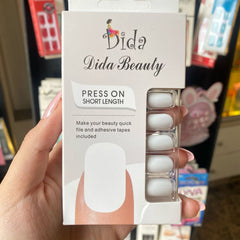 Dida
Dida Beauty
PRESS ON
SHORT LENGTH
Make your beauty quick
file and adhesive tapes
included